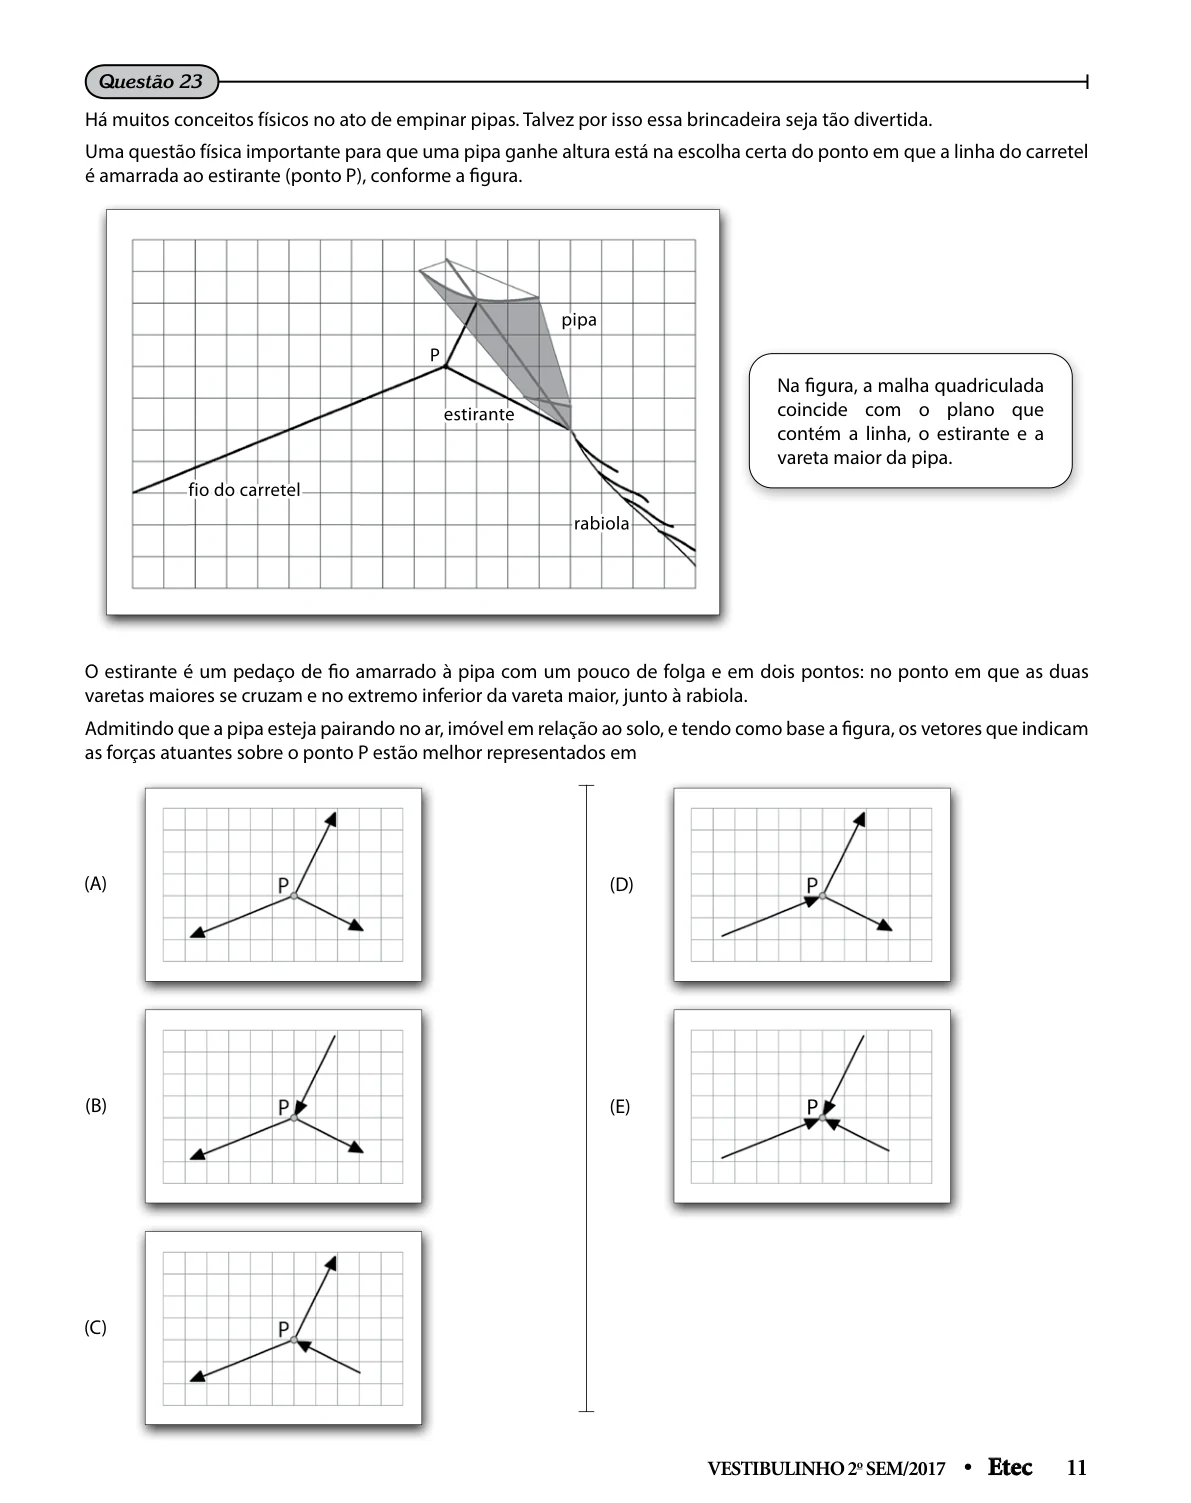 Questão 23
Há muitos conceitos físicos no ato de empinar pipas. Talvez por isso essa brincadeira seja tão divertida.
Uma questão física importante para que uma pipa ganhe altura está na escolha certa do ponto em que a linha do carretel
é amarrada ao estirante (ponto P), conforme a figura.
pipa
P
estirante
fio do carretel
rabiola
Na figura, a malha quadriculada
coincide com o plano que
contém a linha, o estirante e a
vareta maior da pipa.
O estirante é um pedaço de fio amarrado à pipa com um pouco de folga e em dois pontos: no ponto em que as duas
varetas maiores se cruzam e no extremo inferior da vareta maior, junto à rabiola.
Admitindo que a pipa esteja pairando no ar, imóvel em relação ao solo, e tendo como base a figura, os vetores que indicam
as forças atuantes sobre o ponto P estão melhor representados em
(A)
P
(B)
P
(C)
P
(D)
P
(E)
P
VESTIBULINHO 2º SEM/2017 • Etec 11